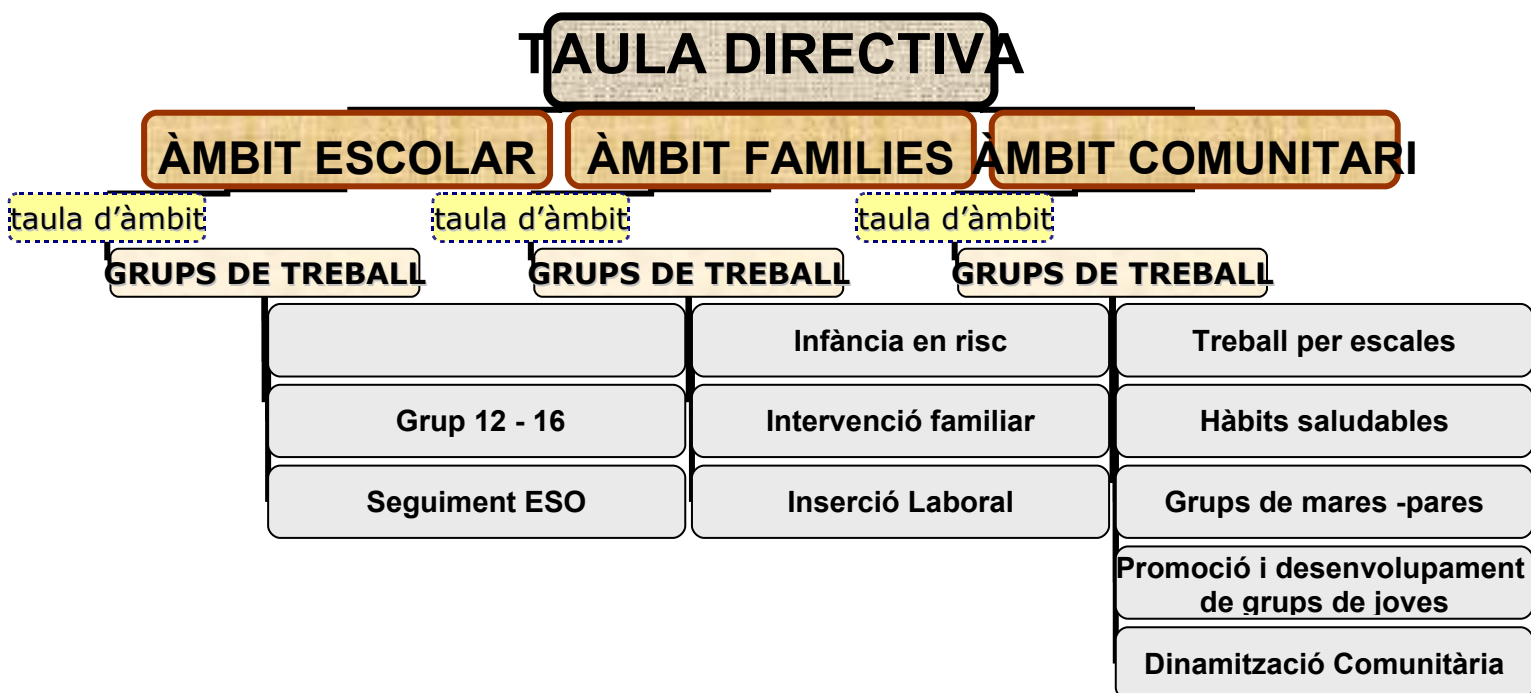 TAULA DIRECTIVA
ÀMBIT ESCOLAR
ÀMBIT FAMILIES
ÀMBIT COMUNITARI
taula d’àmbit
taula d’àmbit
taula d’àmbit
GRUPS DE TREBALL
GRUPS DE TREBALL
GRUPS DE TREBALL
Infància en risc
Treball per escales
Grup 12 - 16
Intervenció familiar
Hàbits saludables
Seguiment ESO
Inserció Laboral
Grups de mares -pares
Promoció i desenvolupament
de grups de joves
Dinamització Comunitària